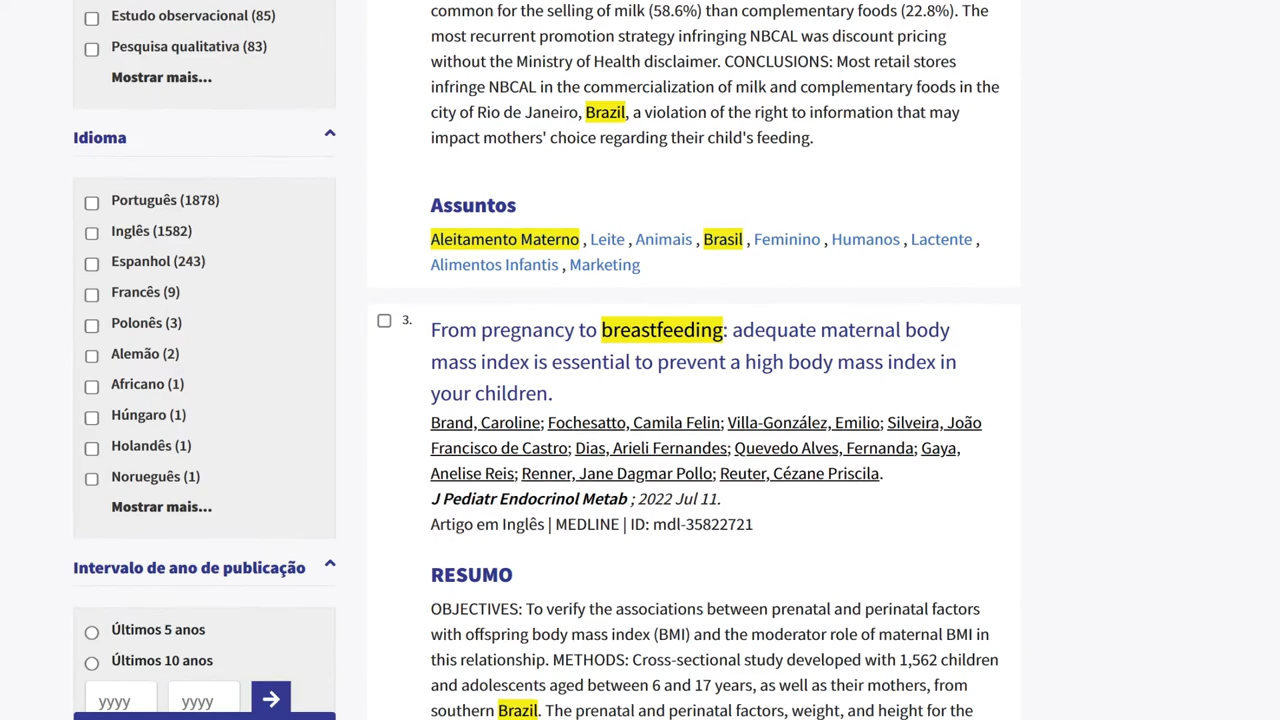 Estudo observacional (85)
Pesquisa qualitativa (83)
Mostrar mais...
Idioma
Português (1878)
Inglês (1582)
Espanhol (243)
Francês (9)
Polonês (3)
Alemão (2)
Africano (1)
Húngaro (1)
Holandês (1)
Norueguês (1)
Mostrar mais...
Intervalo de ano de publicação
Últimos 5 anos
Últimos 10 anos
yyyy yyyy
common for the selling of milk (58.6%) than complementary foods (22.8%). The
most recurrent promotion strategy infringing NBCAL was discount pricing
without the Ministry of Health disclaimer. CONCLUSIONS: Most retail stores
infringe NBCAL in the commercialization of milk and complementary foods in the
city of Rio de Janeiro, Brazil, a violation of the right to information that may
impact mothers' choice regarding their child's feeding.
Assuntos
Aleitamento Materno , Leite , Animais , Brasil , Feminino , Humanos , Lactente ,
Alimentos Infantis , Marketing
3. From pregnancy to breastfeeding: adequate maternal body
mass index is essential to prevent a high body mass index in
your children.
Brand, Caroline; Fochesatto, Camila Felin; Villa-González, Emilio; Silveira, João
Francisco de Castro; Dias, Arieli Fernandes; Quevedo Alves, Fernanda; Gaya,
Anelise Reis; Renner, Jane Dagmar Pollo; Reuter, Cézane Priscila.
J Pediatr Endocrinol Metab ; 2022 Jul 11.
Artigo em Inglês | MEDLINE | ID: mdl-35822721
RESUMO
OBJECTIVES: To verify the associations between prenatal and perinatal factors
with offspring body mass index (BMI) and the moderator role of maternal BMI in
this relationship. METHODS: Cross-sectional study developed with 1,562 children
and adolescents aged between 6 and 17 years, as well as their mothers, from
southern Brazil. The prenatal and perinatal factors, weight, and height for the